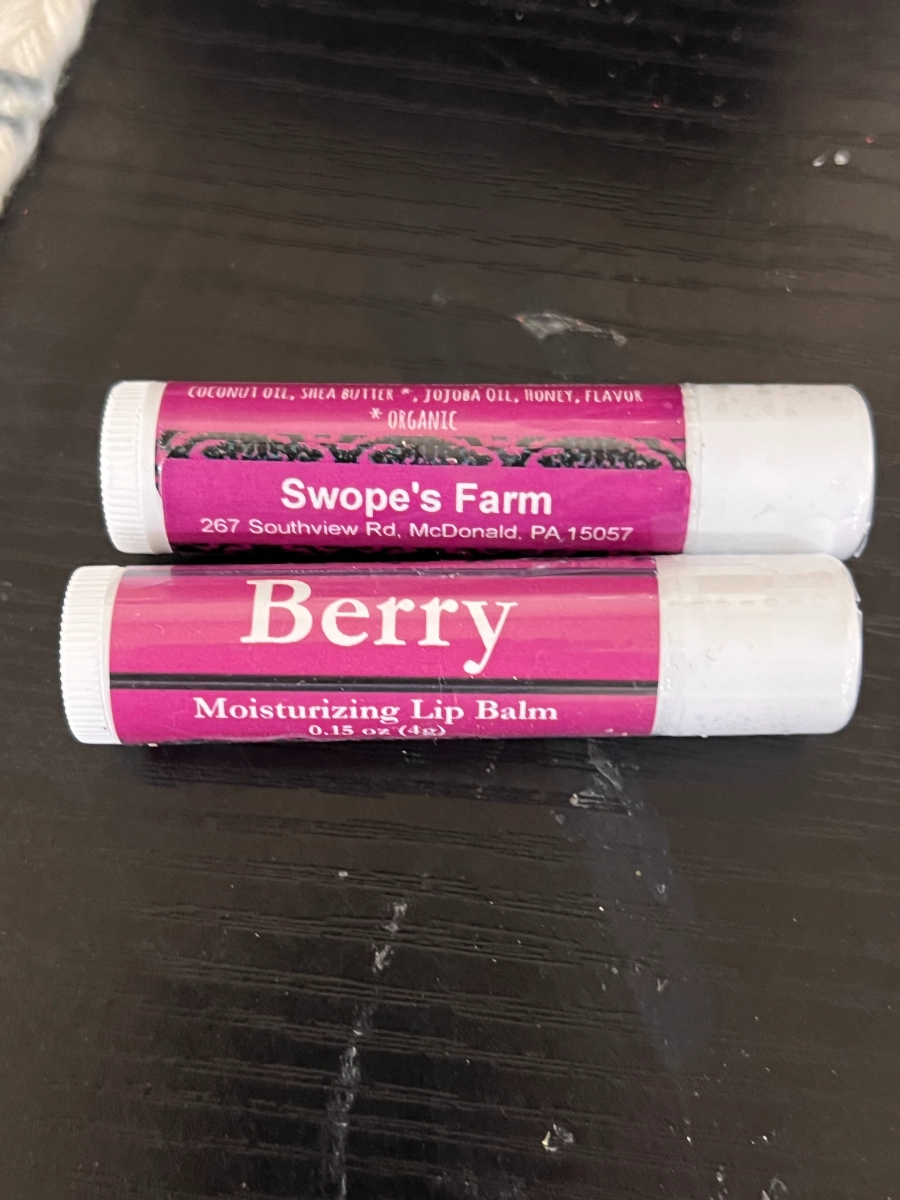 COCONUT OIL, SHEA BUTTER *, JOJOBA OIL, HONEY, FLAVOR
* ORGANIC
Swope's Farm
267 Southview Rd, McDonald, PA 15057
Berry
Moisturizing Lip Balm
0.15 oz (4g)